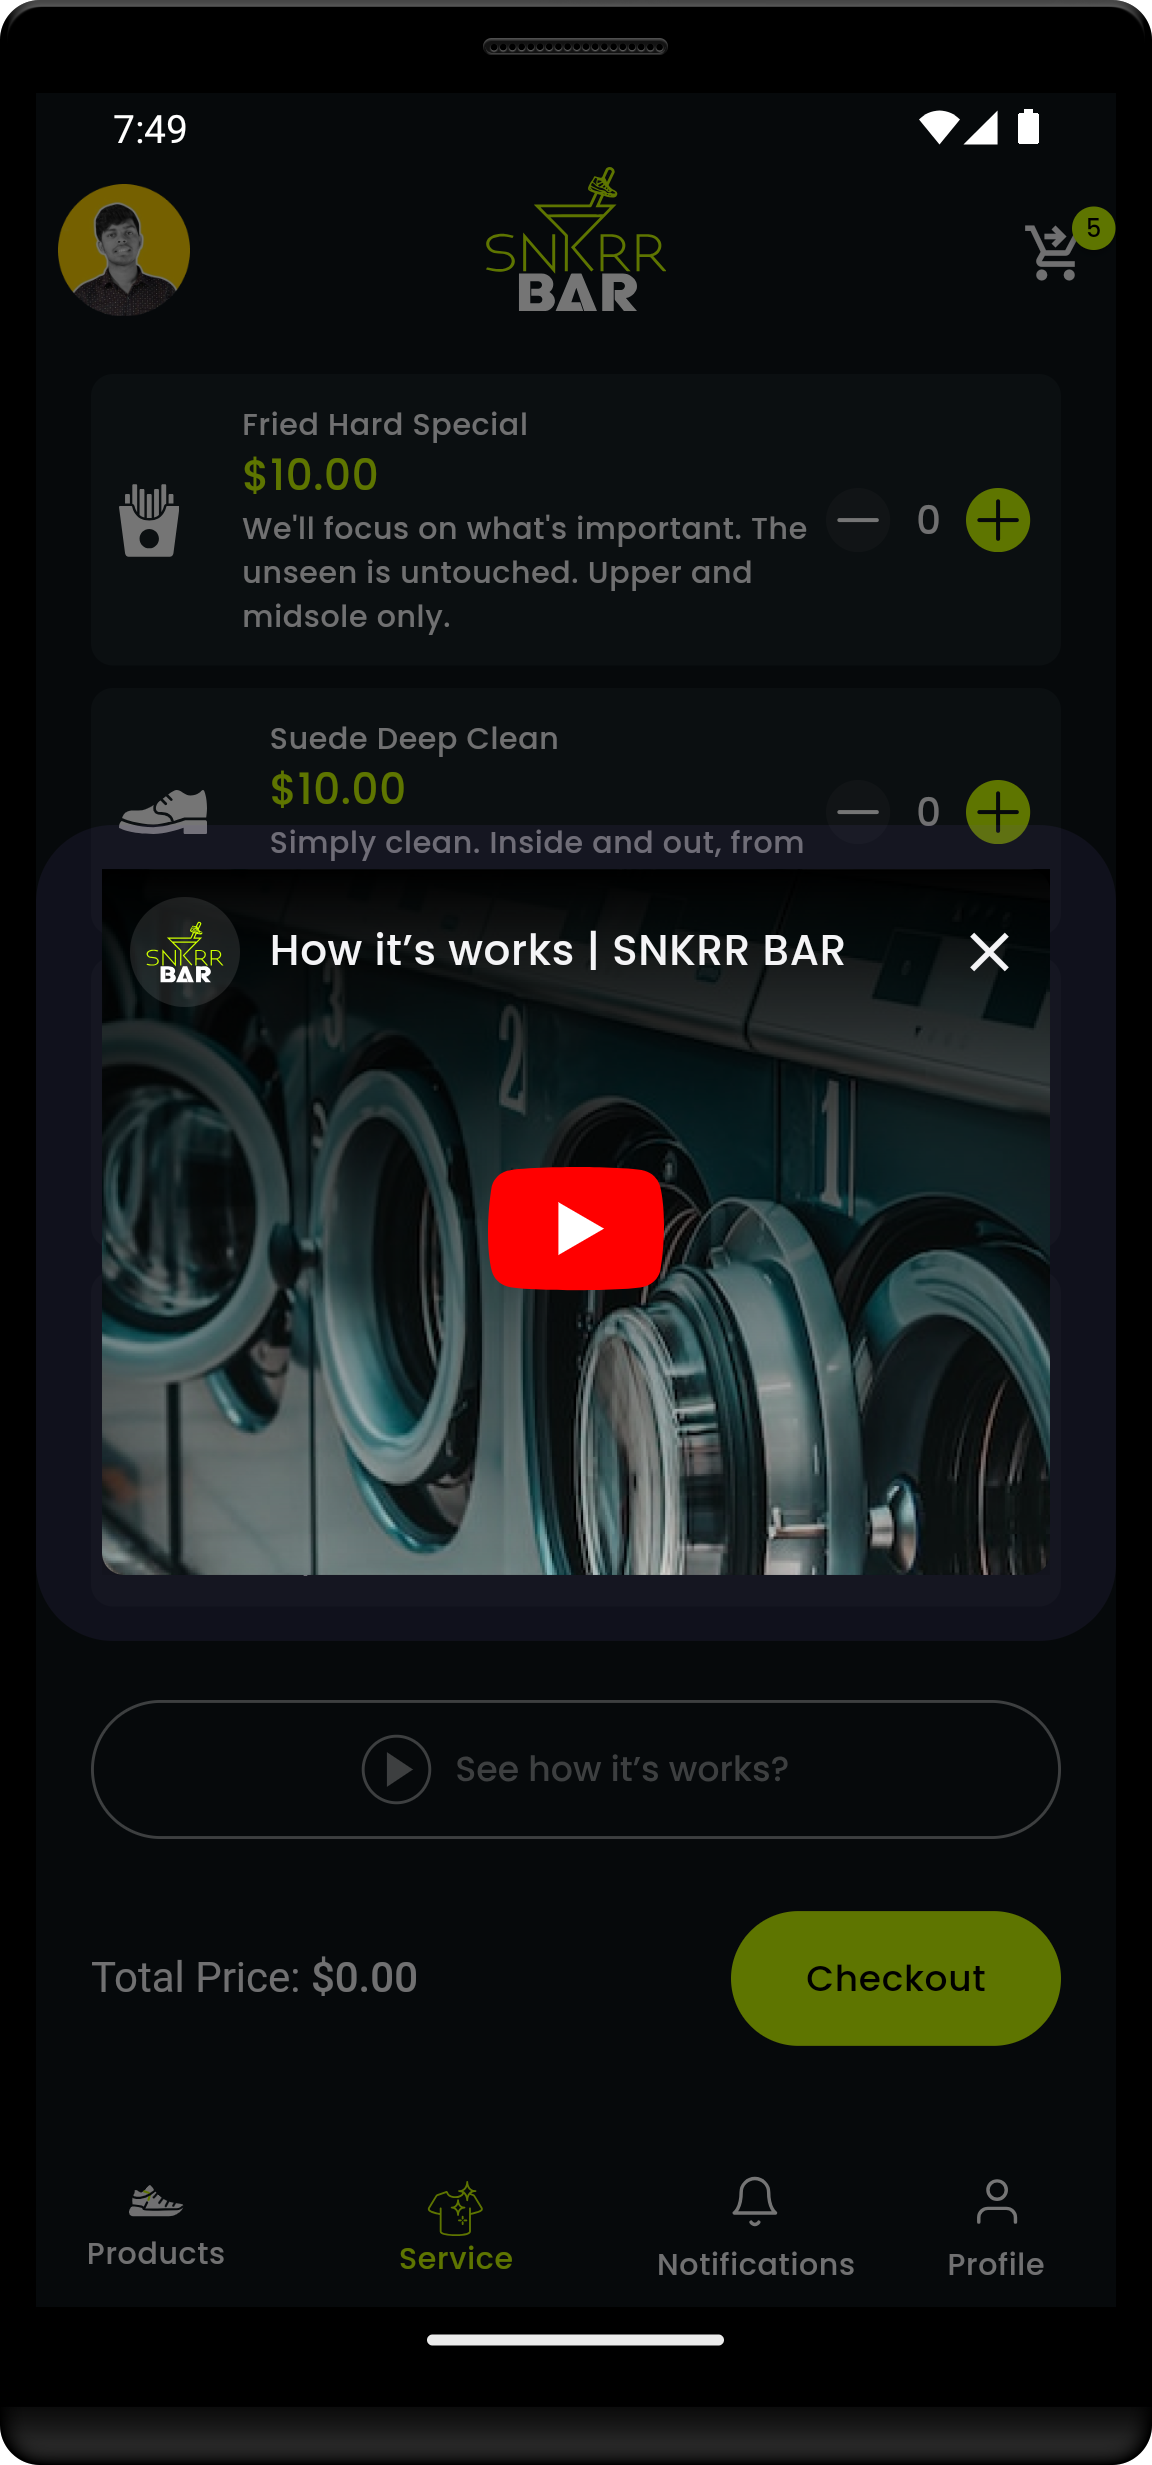 7:49
SNKRR
BAR
5
Fried Hard Special
$10.00
We'll focus on what's important. The
unseen is untouched. Upper and
midsole only.
0
Suede Deep Clean
$10.00
Simply clean. Inside and out, from
0
SNKRR
BAR
How it’s works | SNKRR BAR
3
2
1
See how it’s works?
Total Price: $0.00
Checkout
Products
Service
Notifications
Profile